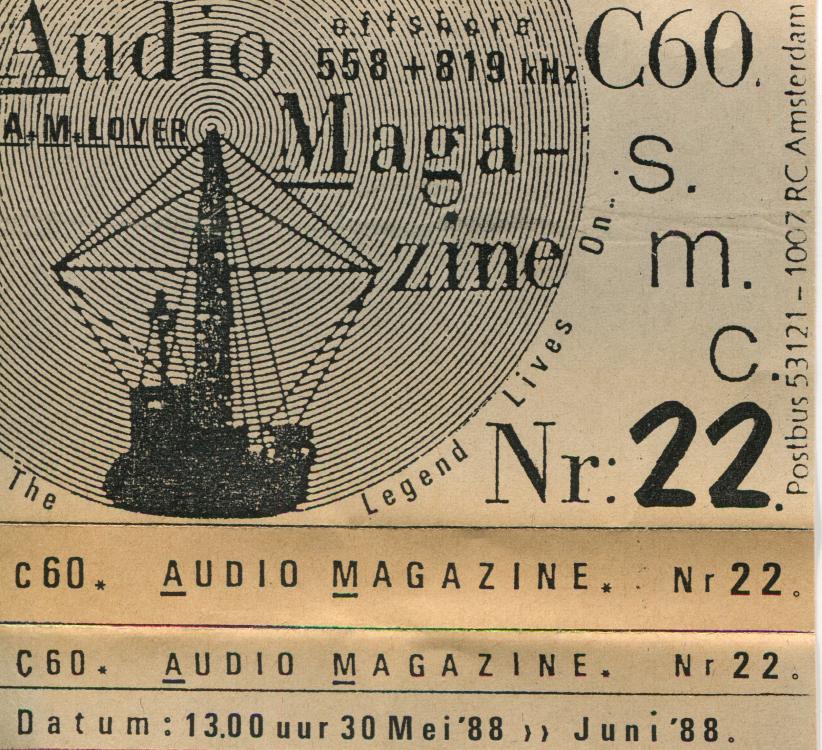 Audio offshore C60.
558+819 kHz
A.M.LOVER Maga-
zine
s.
m.
c.
The Legend Lives On..
Nr: 22.
Postbus 53121 - 1007 RC Amsterdam
c60. AUDIO MAGAZINE. Nr 22.
C60. AUDIO MAGAZINE. Nr 22.
Datum: 13.00 uur 30 Mei '88 ,, Juni '88.